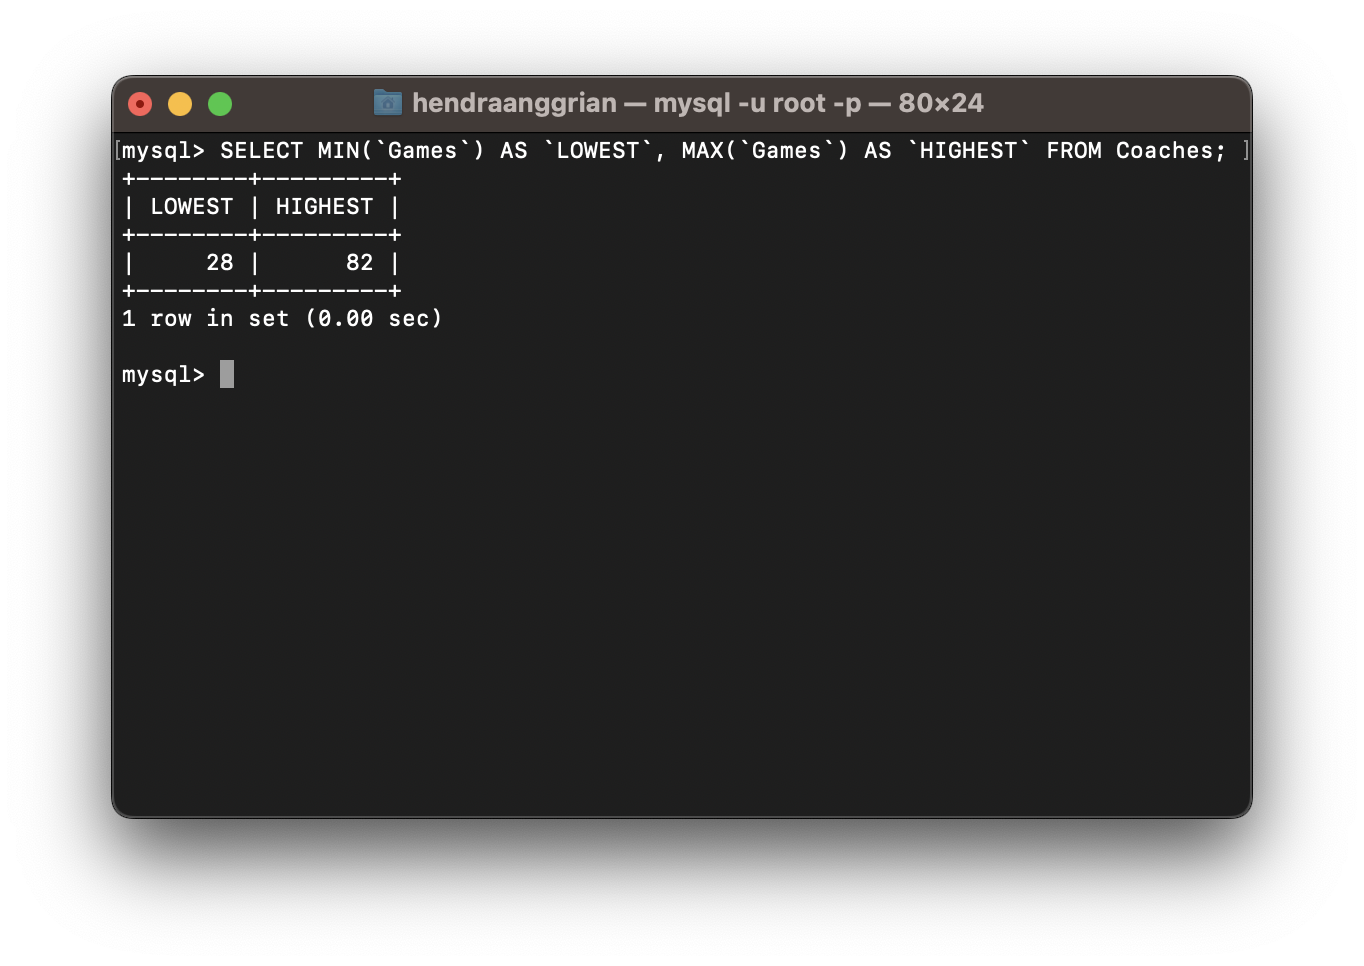 hendraanggrian — mysql -u root -p — 80×24
[mysql> SELECT MIN(`Games`) AS `LOWEST`, MAX(`Games`) AS `HIGHEST` FROM Coaches; ]
+--------+---------+
| LOWEST | HIGHEST |
+--------+---------+
|     28 |      82 |
+--------+---------+
1 row in set (0.00 sec)
mysql>